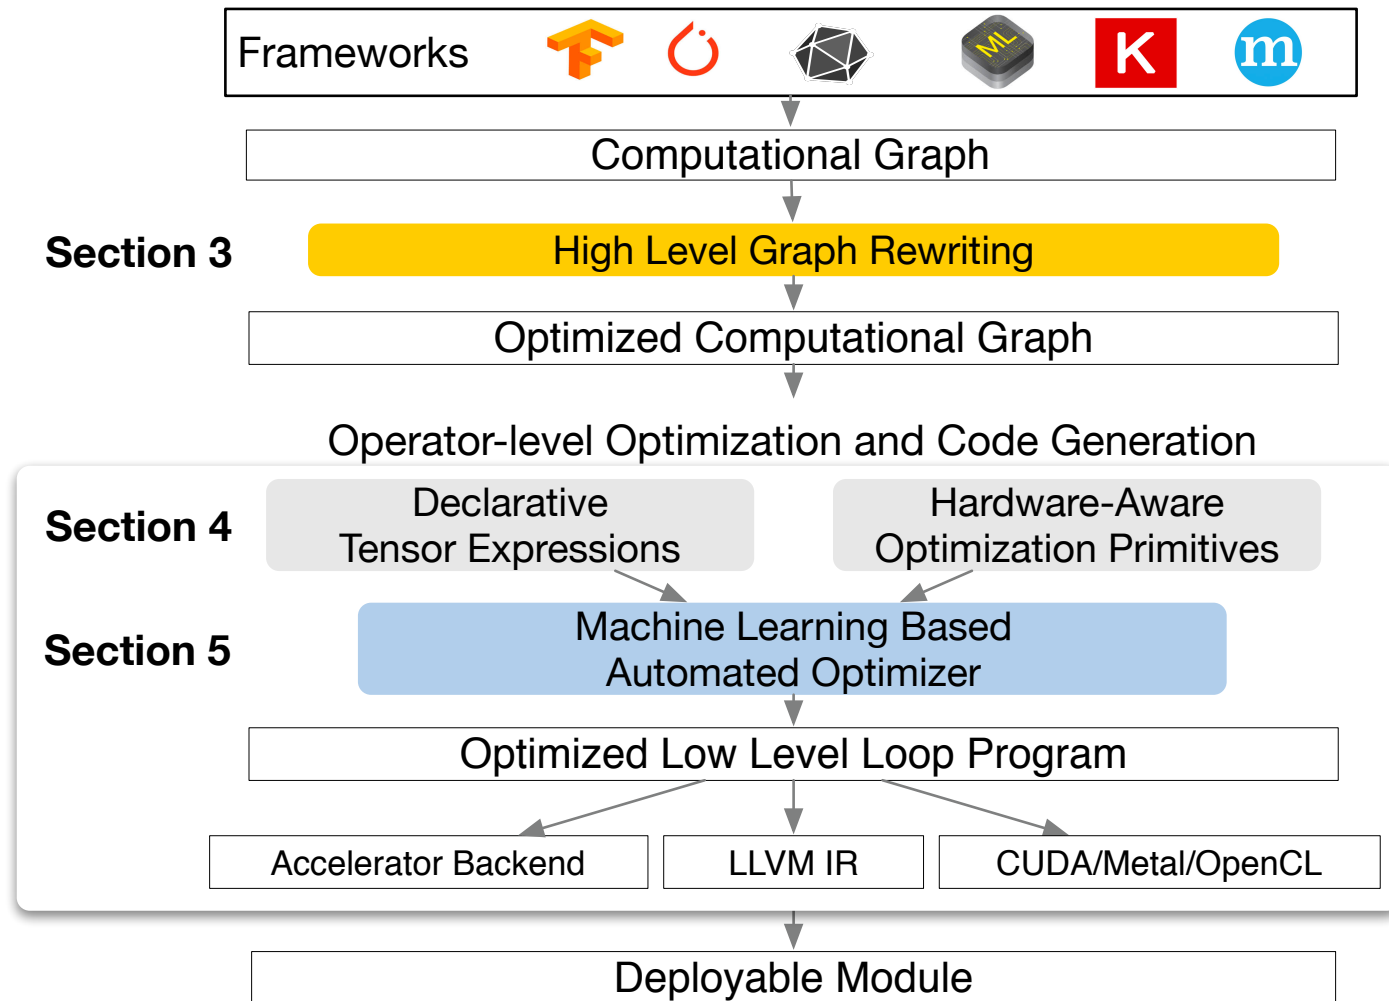 Frameworks
ML
K
m
Computational Graph
Section 3
High Level Graph Rewriting
Optimized Computational Graph
Operator-level Optimization and Code Generation
Section 4
Declarative
Tensor Expressions
Hardware-Aware
Optimization Primitives
Section 5
Machine Learning Based
Automated Optimizer
Optimized Low Level Loop Program
Accelerator Backend
LLVM IR
CUDA/Metal/OpenCL
Deployable Module